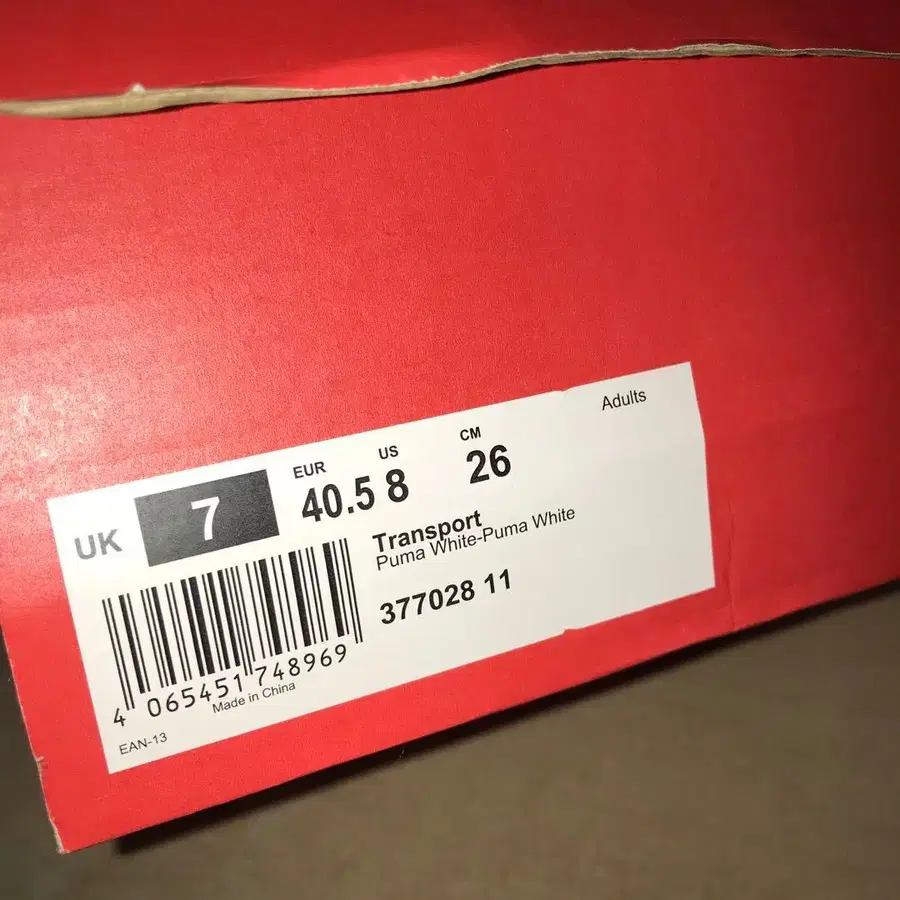 Adults
UK 7 EUR 40.5 US 8 CM 26
Transport
Puma White-Puma White
377028 11
4 065451 748969
Made in China
EAN-13